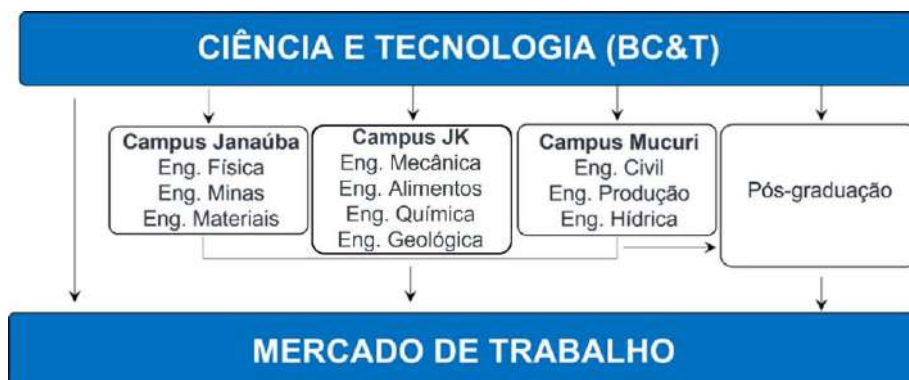 CIÊNCIA E TECNOLOGIA (BC&T)
Campus Janaúba
Eng. Física
Eng. Minas
Eng. Materiais
Campus JK
Eng. Mecânica
Eng. Alimentos
Eng. Química
Eng. Geológica
Campus Mucuri
Eng. Civil
Eng. Produção
Eng. Hídrica
Pós-graduação
MERCADO DE TRABALHO